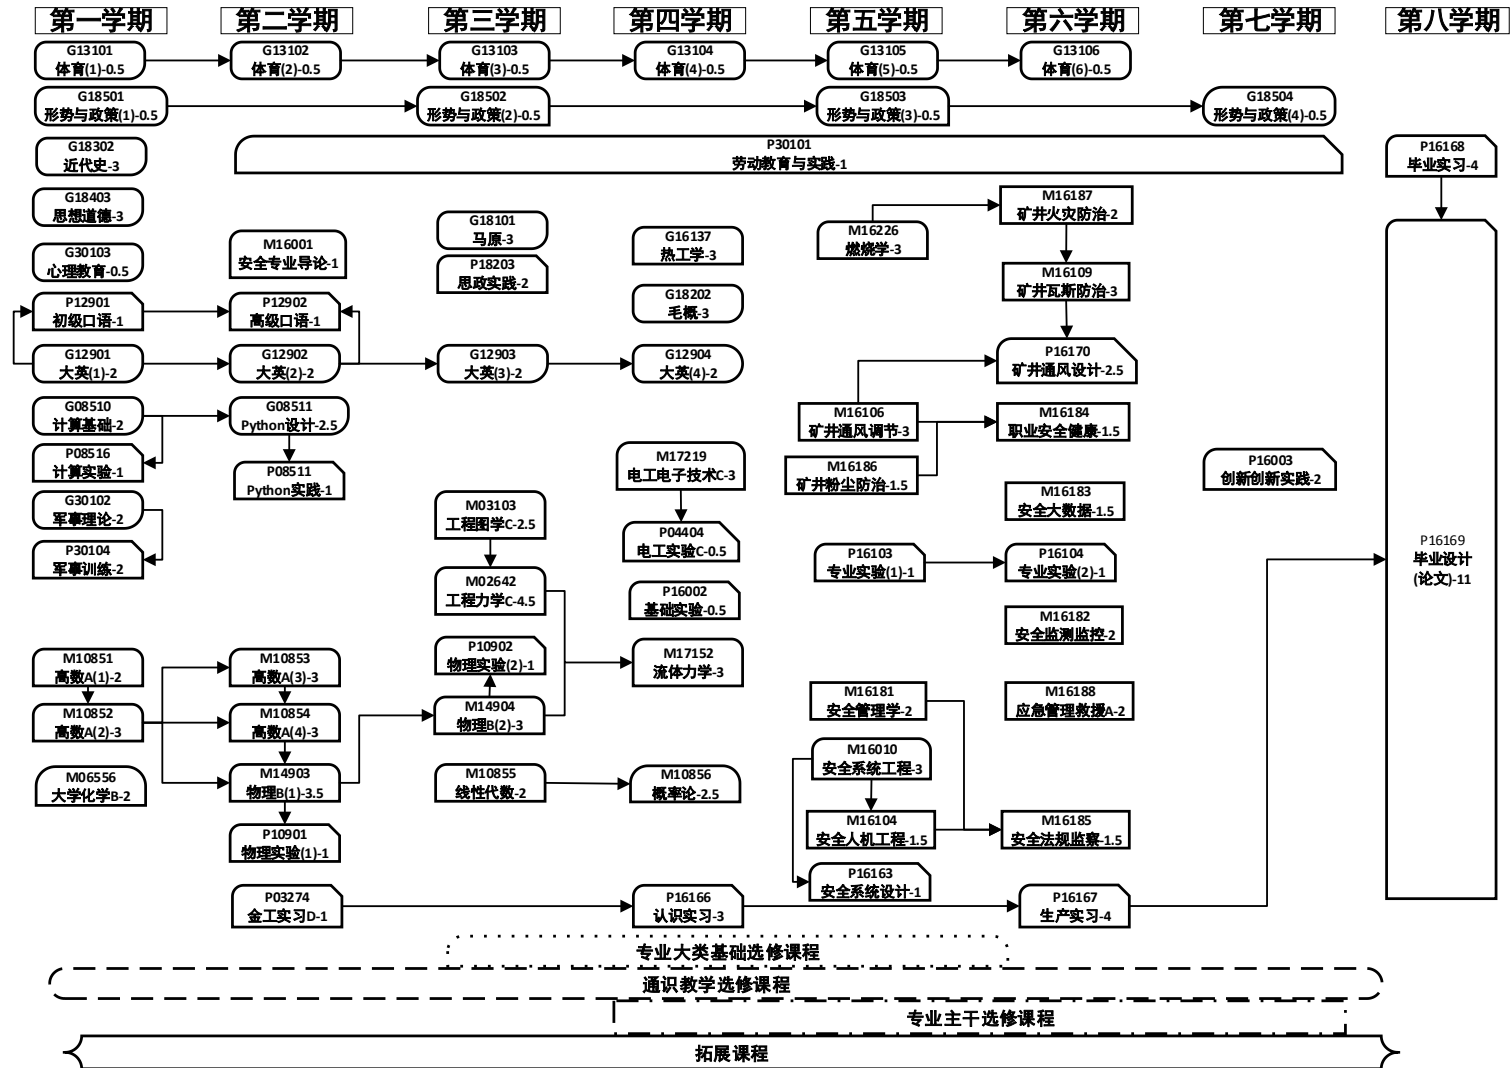 第一学期
第二学期
第三学期
第四学期
第五学期
第六学期
第七学期
第八学期
G13101
体育(1)-0.5
G13102
体育(2)-0.5
G13103
体育(3)-0.5
G13104
体育(4)-0.5
G13105
体育(5)-0.5
G13106
体育(6)-0.5
G18501
形势与政策(1)-0.5
G18502
形势与政策(2)-0.5
G18503
形势与政策(3)-0.5
G18504
形势与政策(4)-0.5
G18302
近代史-3
P30101
劳动教育与实践-1
P16168
毕业实习-4
G18403
思想道德-3
G18101
马原-3
M16187
矿井火灾防治-2
M16226
燃烧学-3
G30103
心理教育-0.5
M16001
安全专业导论-1
P18203
思政实践-2
G16137
热工学-3
M16109
矿井瓦斯防治-3
P12901
初级口语-1
P12902
高级口语-1
G18202
毛概-3
G12901
大英(1)-2
G12902
大英(2)-2
G12903
大英(3)-2
G12904
大英(4)-2
P16170
矿井通风设计-2.5
G08510
计算基础-2
G08511
Python设计-2.5
M16106
矿井通风调节-3
M16184
职业安全健康-1.5
P08516
计算实验-1
P08511
Python实践-1
M17219
电工电子技术C-3
M16186
矿井粉尘防治-1.5
P16003
创新创新实践-2
G30102
军事理论-2
M03103
工程图学C-2.5
M16183
安全大数据-1.5
P30104
军事训练-2
P04404
电工实验C-0.5
P16103
专业实验(1)-1
P16104
专业实验(2)-1
P16169
毕业设计
(论文)-11
M02642
工程力学C-4.5
P16002
基础实验-0.5
M16182
安全监测监控-2
M10851
高数A(1)-2
M10853
高数A(3)-3
P10902
物理实验(2)-1
M17152
流体力学-3
M10852
高数A(2)-3
M10854
高数A(4)-3
M14904
物理B(2)-3
M16181
安全管理学-2
M16188
应急管理救援A-2
M06556
大学化学B-2
M14903
物理B(1)-3.5
M10855
线性代数-2
M10856
概率论-2.5
M16010
安全系统工程-3
P10901
物理实验(1)-1
M16104
安全人机工程-1.5
M16185
安全法规监察-1.5
P16163
安全系统设计-1
P03274
金工实习D-1
P16166
认识实习-3
P16167
生产实习-4
专业大类基础选修课程
通识教学选修课程
专业主干选修课程
拓展课程